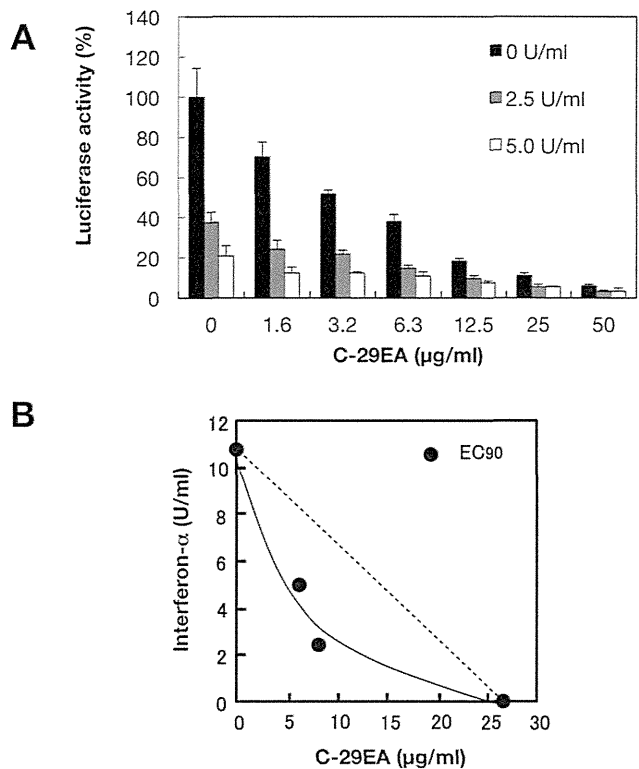 A
Luciferase activity (%)
140
120
100
80
60
40
20
0
0 U/ml
2.5 U/ml
5.0 U/ml
0 1.6 3.2 6.3 12.5 25 50
C-29EA (μg/ml)
B
Interferon-α (U/ml)
12
10
8
6
4
2
0
EC90
0 5 10 15 20 25 30
C-29EA (μg/ml)